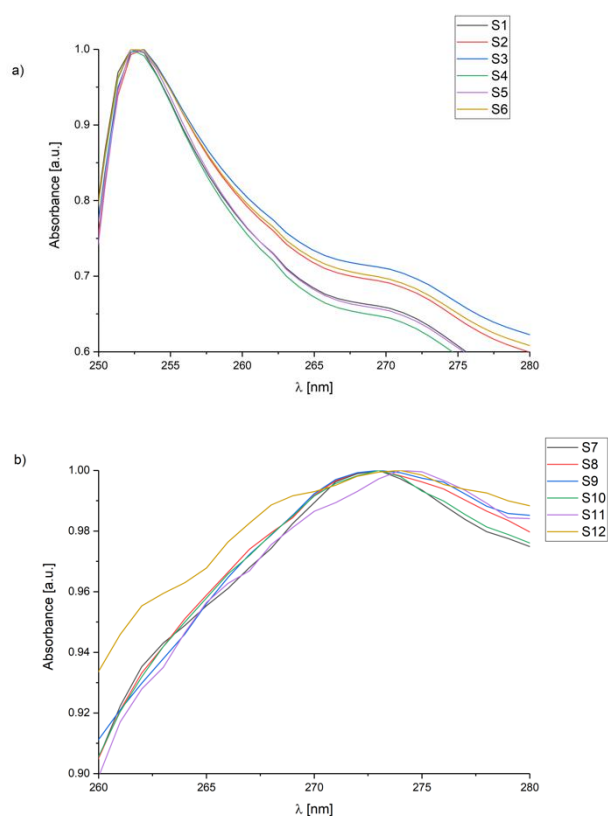 a)
S1
S2
S3
S4
S5
S6
Absorbance [a.u.]
1.0
0.9
0.8
0.7
0.6
250 255 260 265 270 275 280
λ [nm]
b)
S7
S8
S9
S10
S11
S12
Absorbance [a.u.]
1.00
0.98
0.96
0.94
0.92
0.90
260 265 270 275 280
λ [nm]